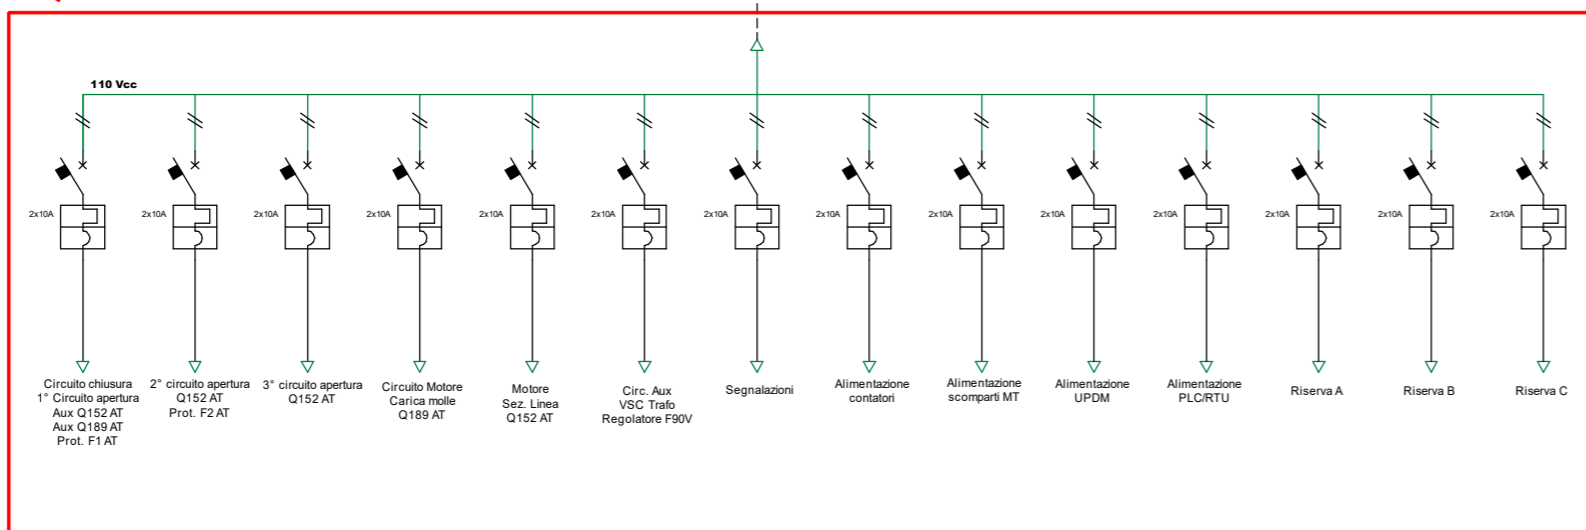 110 Vcc
2x10A
2x10A
2x10A
2x10A
2x10A
2x10A
2x10A
2x10A
2x10A
2x10A
2x10A
2x10A
2x10A
2x10A
Circuito chiusura
1° Circuito apertura
Aux Q152 AT
Aux Q189 AT
Prot. F1 AT
2° circuito apertura
Q152 AT
Prot. F2 AT
3° circuito apertura
Q152 AT
Circuito Motore
Carica molle
Q189 AT
Motore
Sez. Linea
Q152 AT
Circ. Aux
VSC Trafo
Regolatore F90V
Segnalazioni
Alimentazione
contatori
Alimentazione
scomparti MT
Alimentazione
UPDM
Alimentazione
PLC/RTU
Riserva A
Riserva B
Riserva C